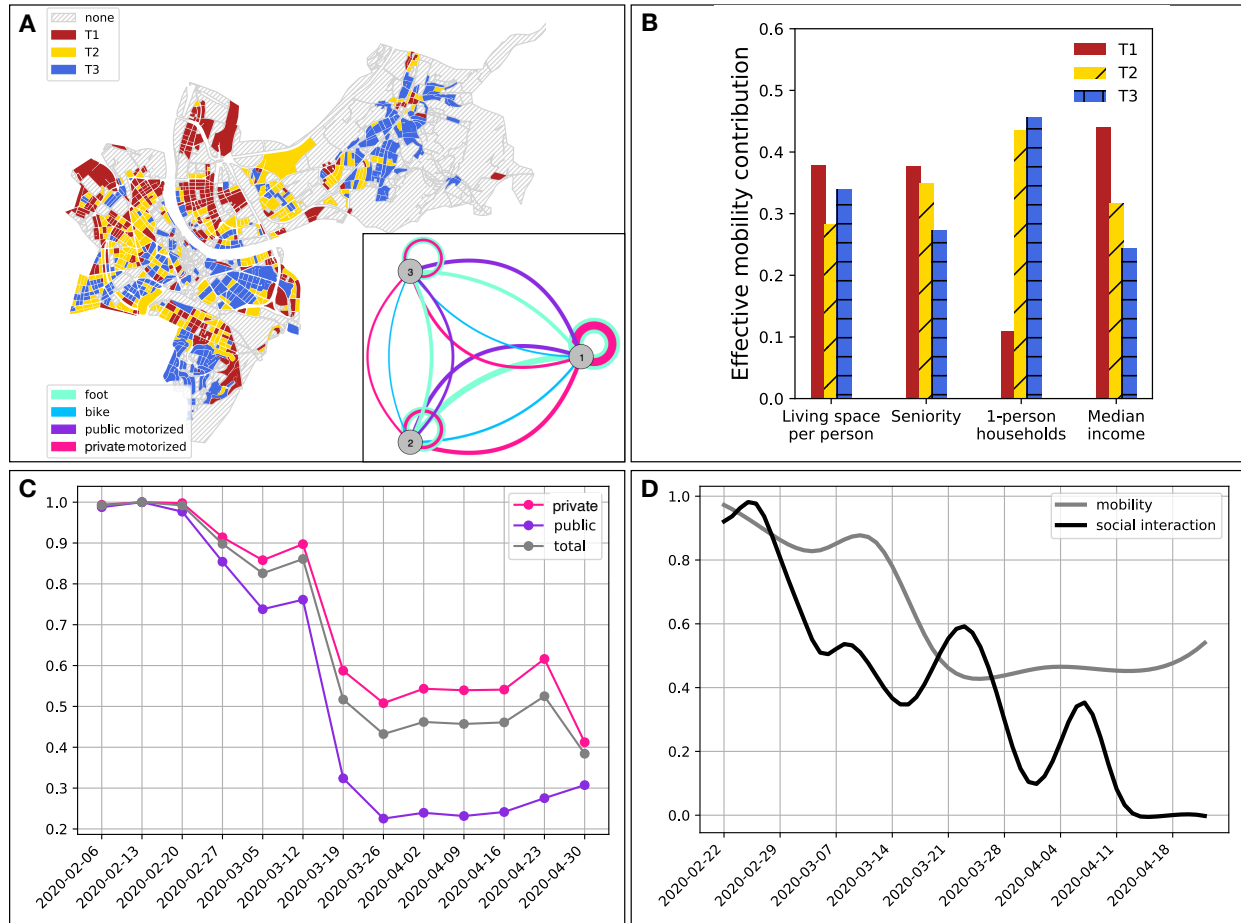 A
none
T1
T2
T3
3
1
2
foot
bike
public motorized
private motorized
B
Effective mobility contribution
0.6
0.5
0.4
0.3
0.2
0.1
0.0
T1
T2
T3
Living space
per person
Seniority
1-person
households
Median
income
C
1.0
0.9
0.8
0.7
0.6
0.5
0.4
0.3
0.2
private
public
total
2020-02-06
2020-02-13
2020-02-20
2020-02-27
2020-03-05
2020-03-12
2020-03-19
2020-03-26
2020-04-02
2020-04-09
2020-04-16
2020-04-23
2020-04-30
D
1.0
0.8
0.6
0.4
0.2
0.0
mobility
social interaction
2020-02-22
2020-02-29
2020-03-07
2020-03-14
2020-03-21
2020-03-28
2020-04-04
2020-04-11
2020-04-18